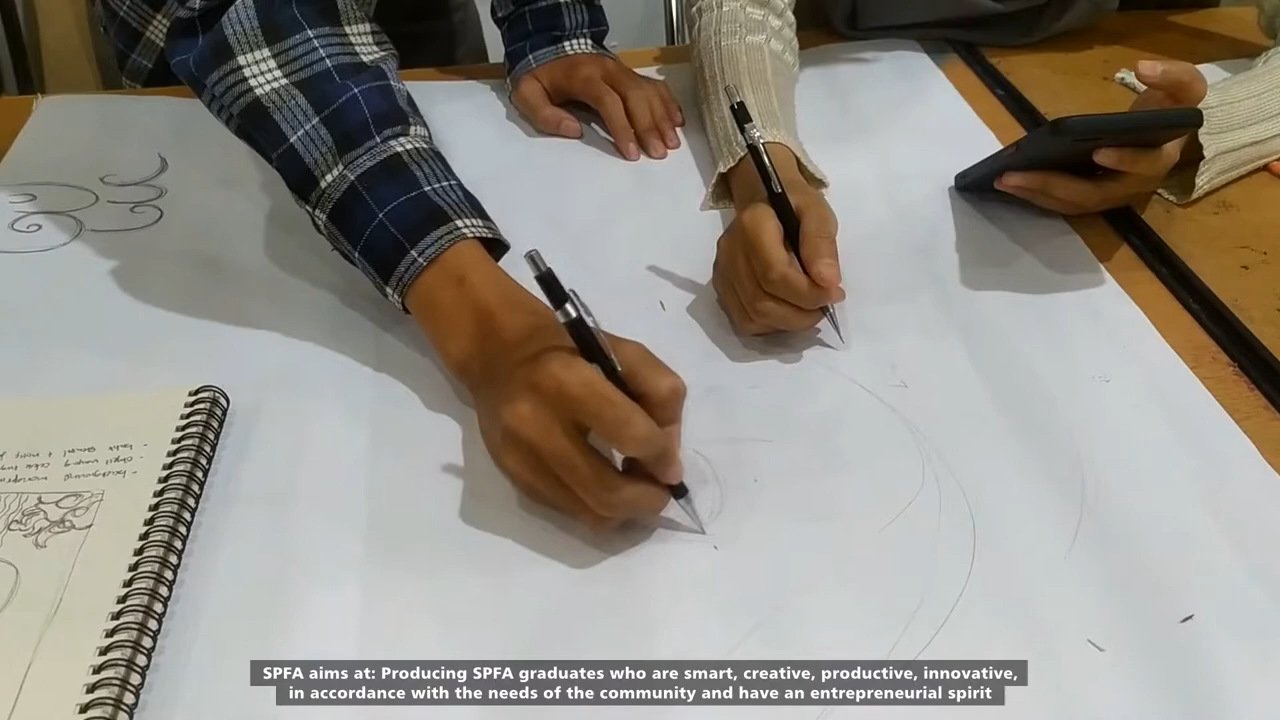 SPFA aims at: Producing SPFA graduates who are smart, creative, productive, innovative,
in accordance with the needs of the community and have an entrepreneurial spirit